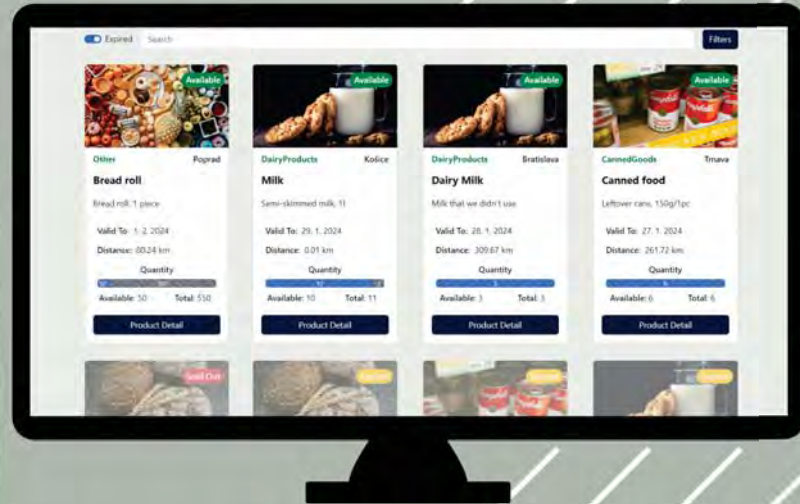 Expired
Search
Filters
Available
Available
Available
Available
Other Poprad
DairyProducts Košice
DairyProducts Bratislava
CannedGoods Trnava
Bread roll
Milk
Dairy Milk
Canned food
Bread roll, 1 piece
Semi-skimmed milk, 1l
Milk that we didn't use
Leftover cans, 150g/1pc
Valid To: 1. 2. 2024
Valid To: 29. 1. 2024
Valid To: 28. 1. 2024
Valid To: 27. 1. 2024
Distance: 80.24 km
Distance: 0.01 km
Distance: 309.67 km
Distance: 261.72 km
Quantity
Quantity
Quantity
Quantity
Available: 50 Total: 550
Available: 10 Total: 11
Available: 3 Total: 3
Available: 6 Total: 6
Product Detail
Product Detail
Product Detail
Product Detail
Sold Out